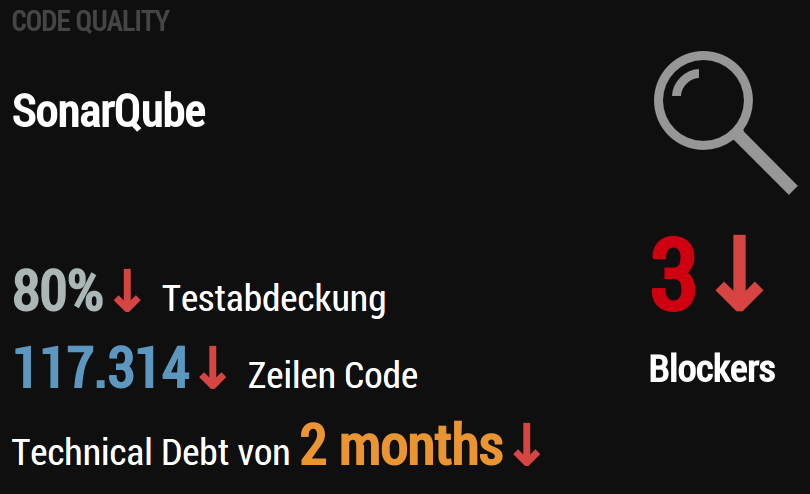 CODE QUALITY
SonarQube
80%↓ Testabdeckung
117.314↓ Zeilen Code
Technical Debt von 2 months↓
3↓
Blockers